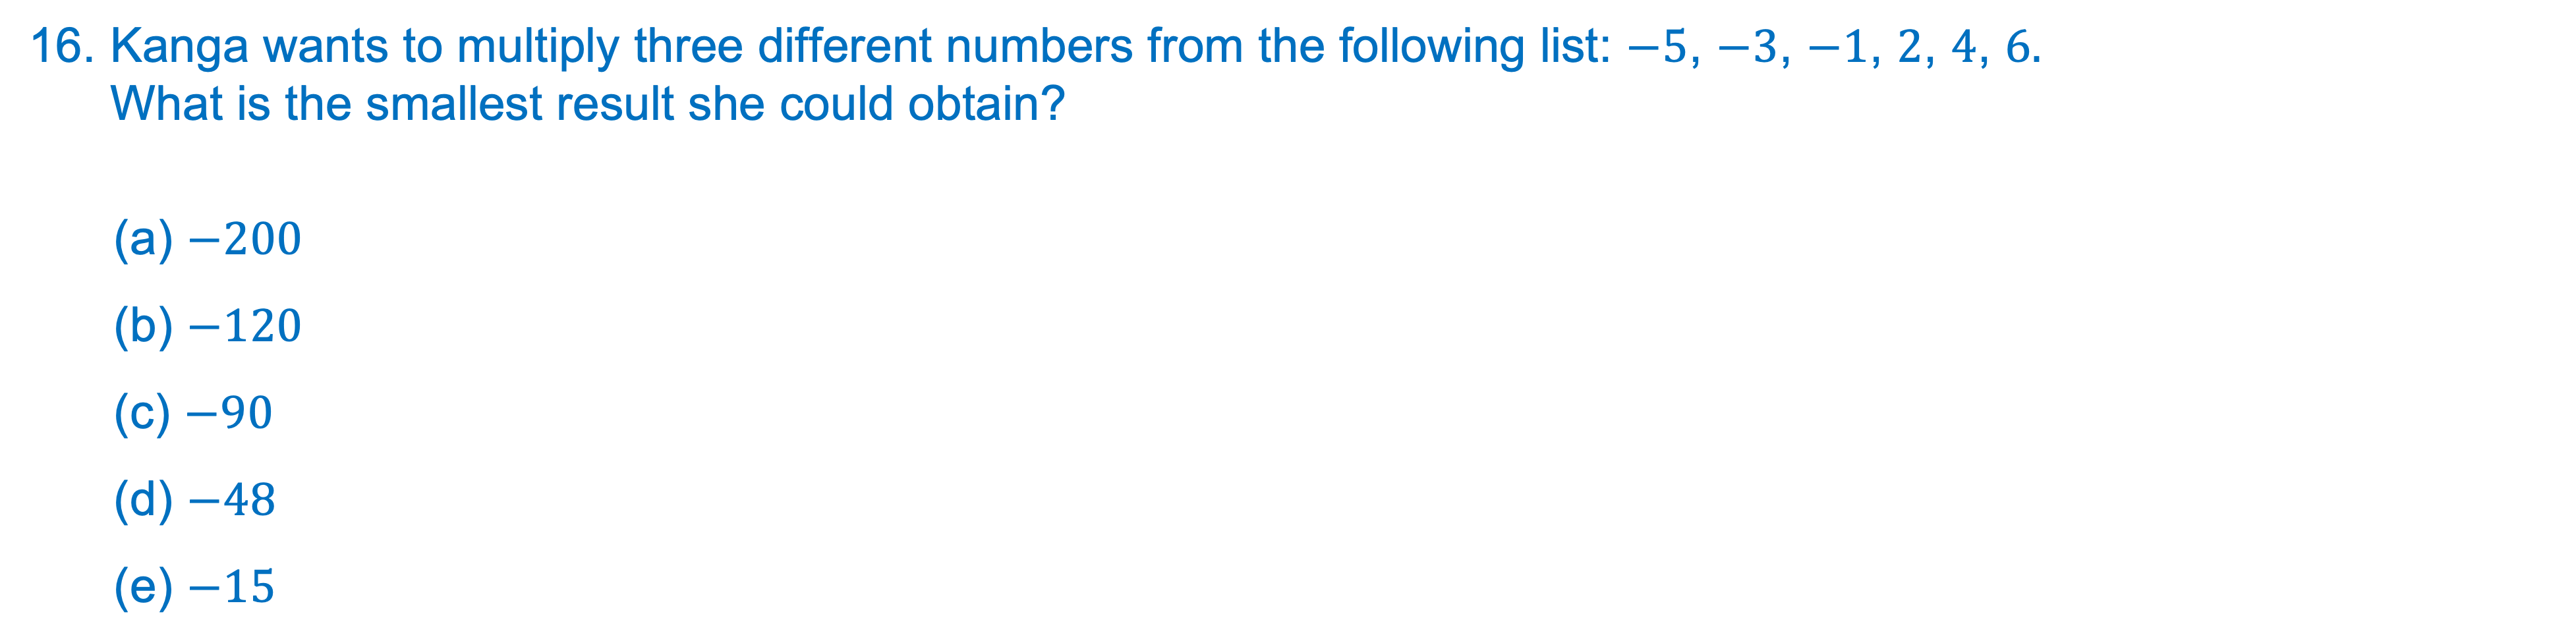 16. Kanga wants to multiply three different numbers from the following list: −5, −3, −1, 2, 4, 6.
What is the smallest result she could obtain?
(a) −200
(b) −120
(c) −90
(d) −48
(e) −15